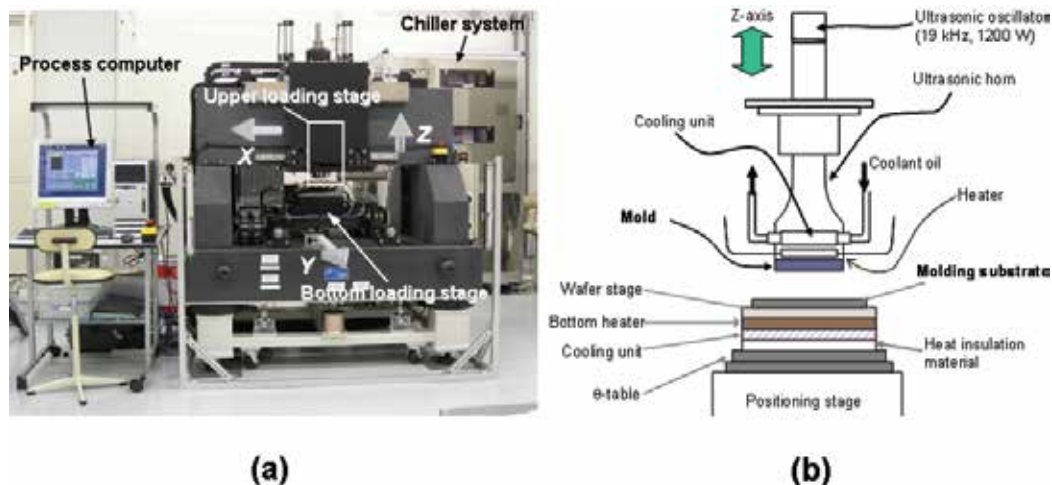 Chiller system
Process computer
Upper loading stage
X
Z
Y
Bottom loading stage
(a)
Z-axis
Ultrasonic oscillator
(19 kHz, 1200 W)
Ultrasonic horn
Cooling unit
Coolant oil
Heater
Mold
Molding substrate
Wafer stage
Bottom heater
Cooling unit
Heat insulation
material
θ-table
Positioning stage
(b)